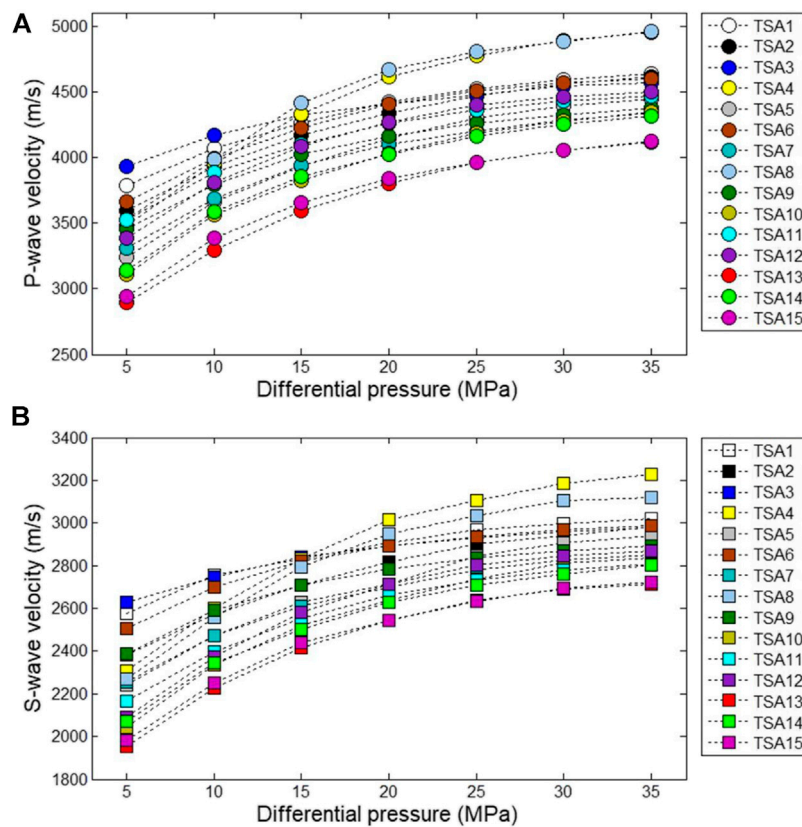 A
P-wave velocity (m/s)
5000
4500
4000
3500
3000
2500
5 10 15 20 25 30 35
Differential pressure (MPa)
TSA1
TSA2
TSA3
TSA4
TSA5
TSA6
TSA7
TSA8
TSA9
TSA10
TSA11
TSA12
TSA13
TSA14
TSA15
B
S-wave velocity (m/s)
3400
3200
3000
2800
2600
2400
2200
2000
1800
5 10 15 20 25 30 35
Differential pressure (MPa)
TSA1
TSA2
TSA3
TSA4
TSA5
TSA6
TSA7
TSA8
TSA9
TSA10
TSA11
TSA12
TSA13
TSA14
TSA15